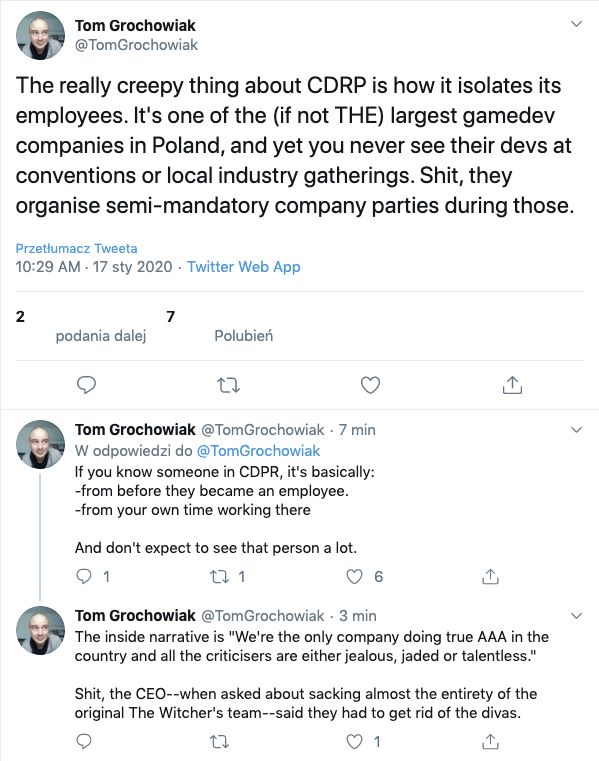 Tom Grochowiak
@TomGrochowiak
The really creepy thing about CDRP is how it isolates its
employees. It's one of the (if not THE) largest gamedev
companies in Poland, and yet you never see their devs at
conventions or local industry gatherings. Shit, they
organise semi-mandatory company parties during those.
Przetłumacz Tweeta
10:29 AM · 17 sty 2020 · Twitter Web App
2 podania dalej 7 Polubień
Tom Grochowiak @TomGrochowiak · 7 min
W odpowiedzi do @TomGrochowiak
If you know someone in CDPR, it's basically:
-from before they became an employee.
-from your own time working there
And don't expect to see that person a lot.
1 1 6
Tom Grochowiak @TomGrochowiak · 3 min
The inside narrative is "We're the only company doing true AAA in the
country and all the criticisers are either jealous, jaded or talentless."
Shit, the CEO--when asked about sacking almost the entirety of the
original The Witcher's team--said they had to get rid of the divas.
1